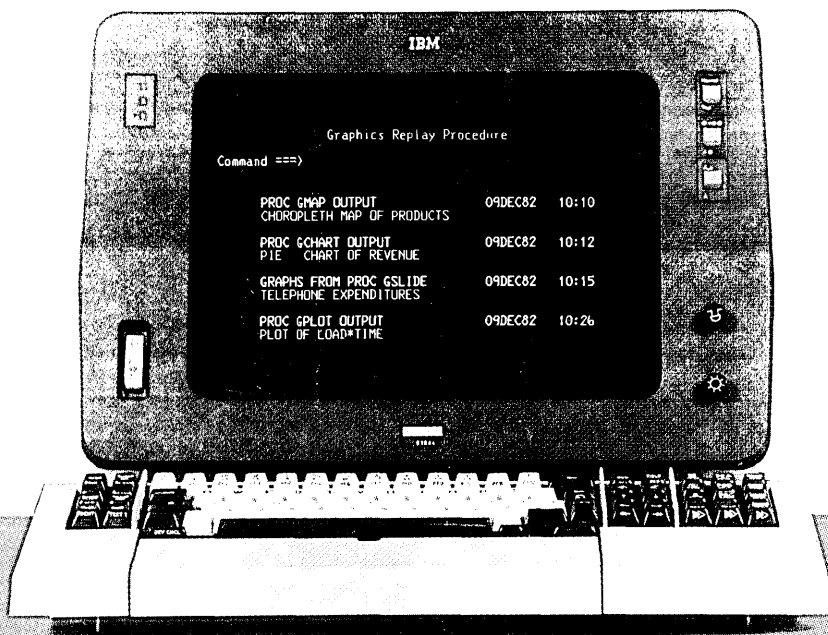 IBM
Graphics Replay Procedure
Command ===>
PROC GMAP OUTPUT 09DEC82 10:10
CHOROPLETH MAP OF PRODUCTS
PROC GCHART OUTPUT 09DEC82 10:12
PIE CHART OF REVENUE
GRAPHS FROM PROC GSLIDE 09DEC82 10:15
TELEPHONE EXPENDITURES
PROC GPLOT OUTPUT 09DEC82 10:26
PLOT OF LOAD*TIME
DEV CNCL